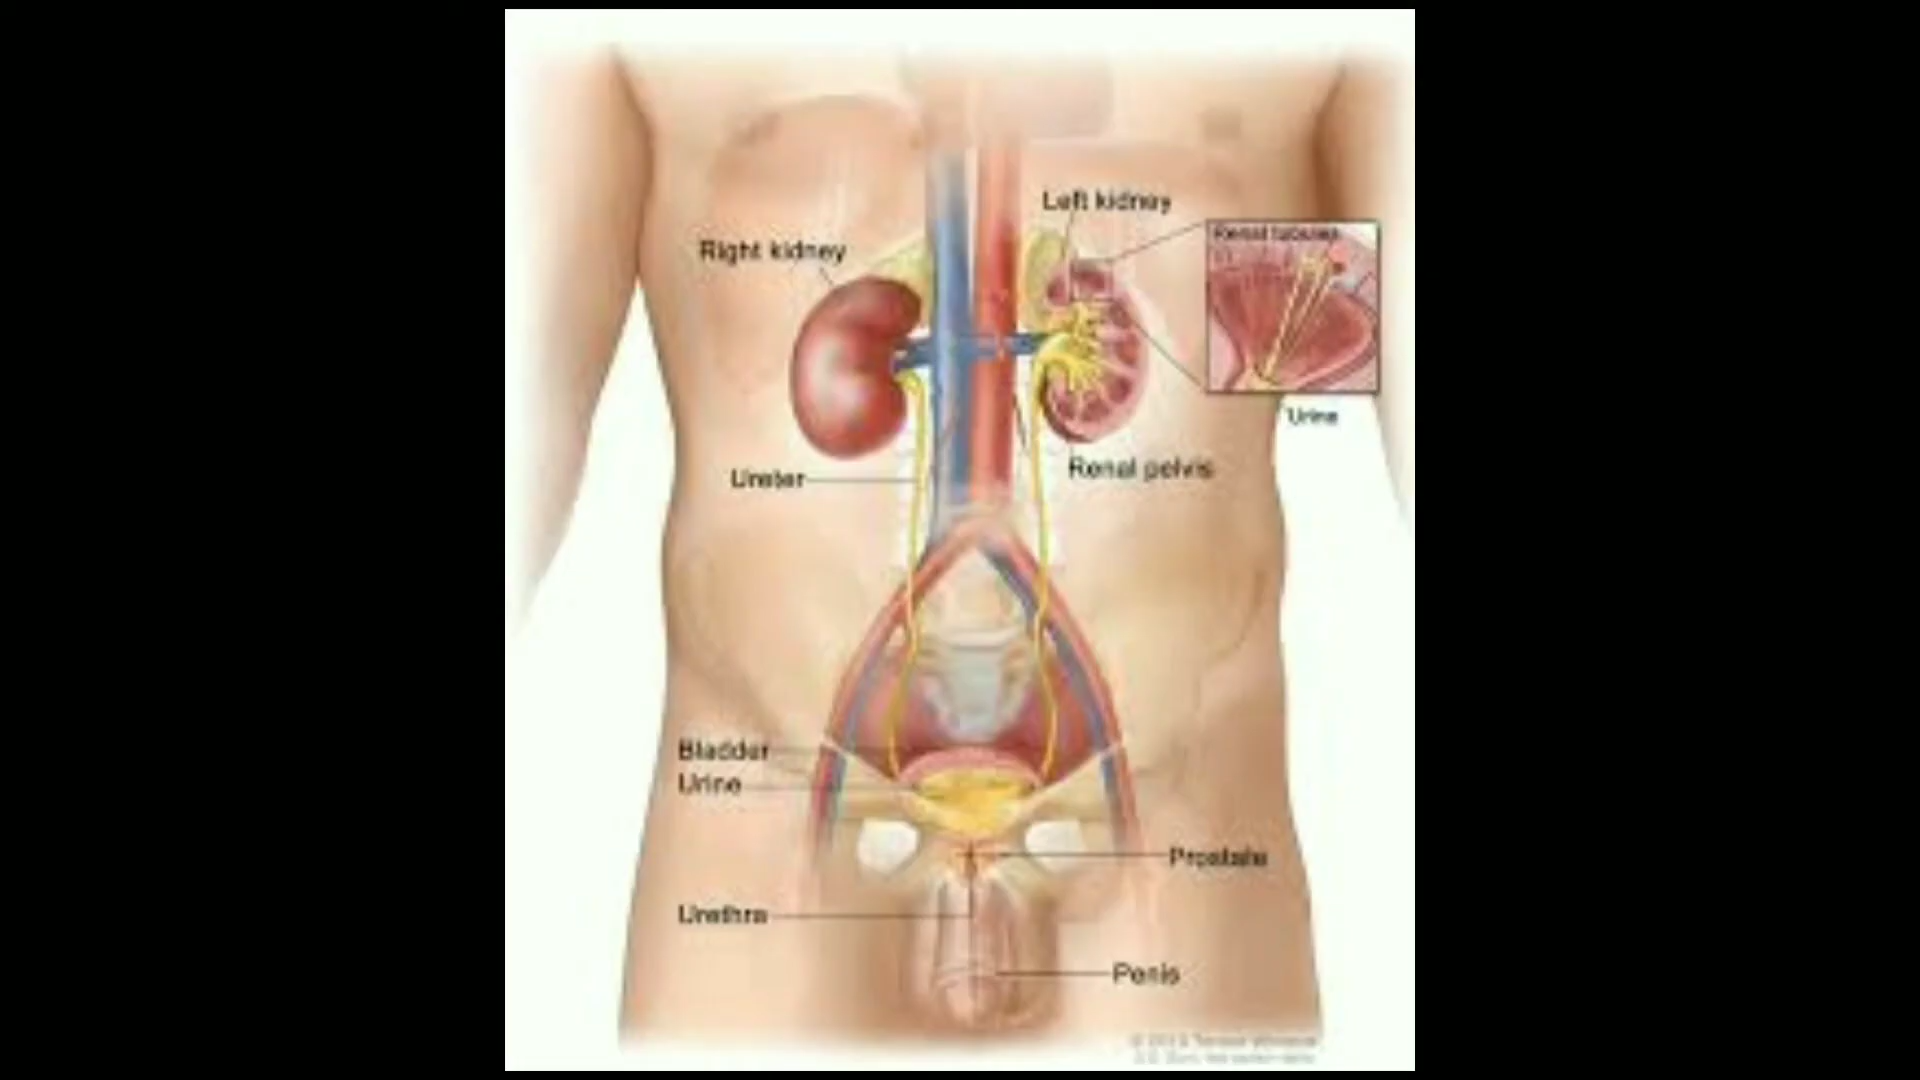 Left kidney
Right kidney
Renal tubules
Urine
Renal pelvis
Ureter
Bladder
Urine
Prostate
Urethra
Penis